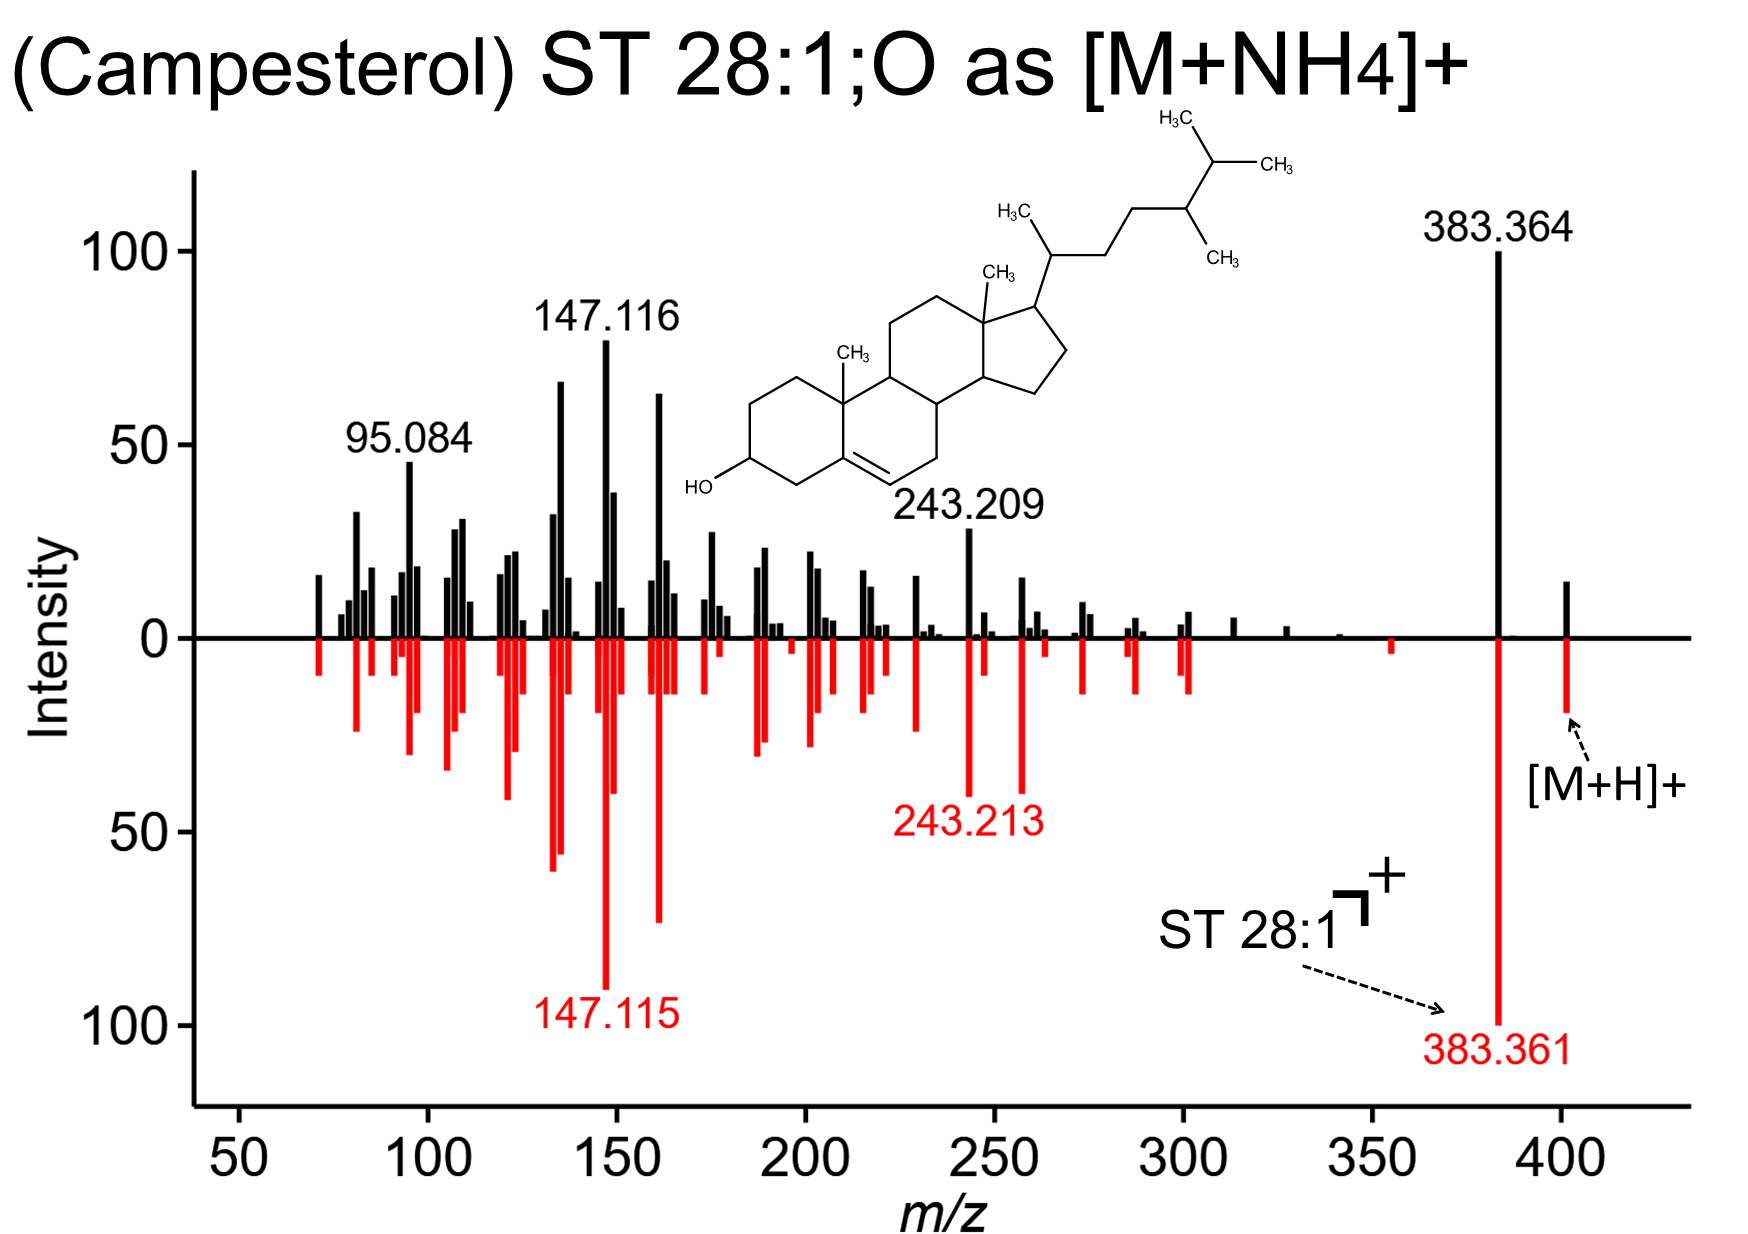 (Campesterol) ST 28:1;O as [M+NH4]+
H₃C
CH₃
H₃C
CH₃
CH₃
CH₃
HO
383.364
147.116
95.084
243.209
100
50
0
50
100
Intensity
243.213
147.115
383.361
[M+H]+
ST 28:1⌝+
50 100 150 200 250 300 350 400
m/z